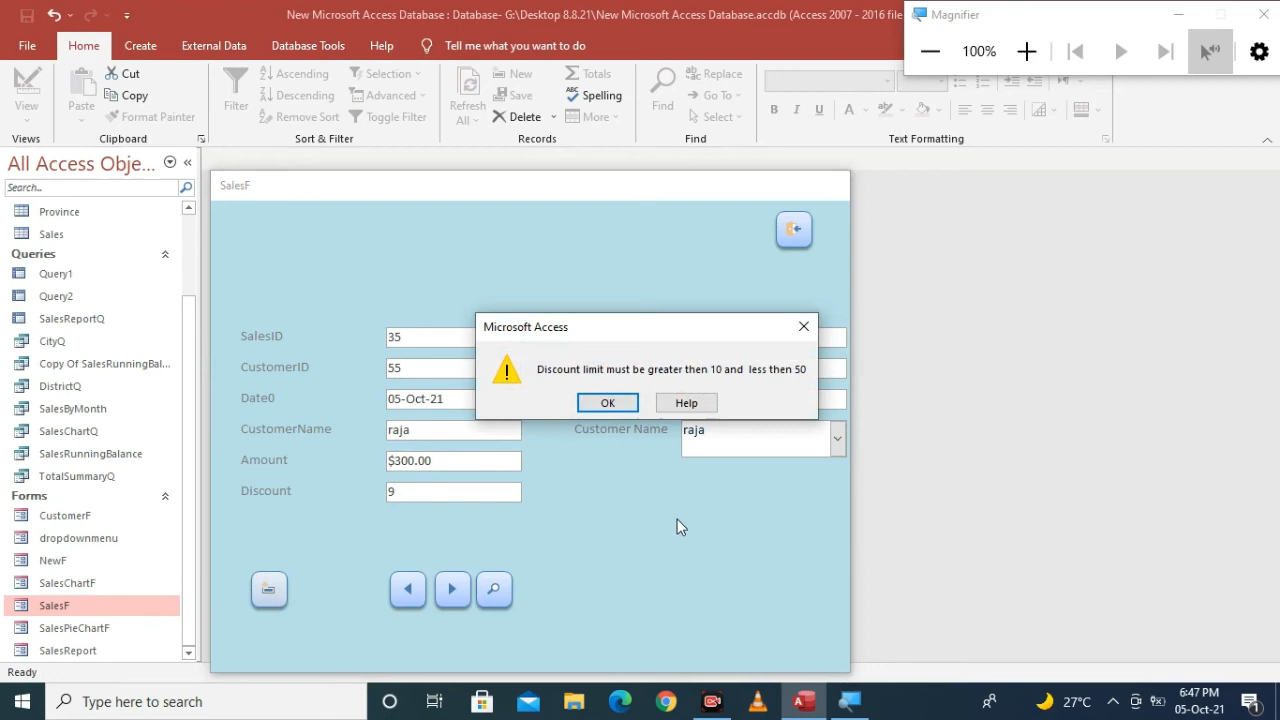 New Microsoft Access Database : Database- G:\Desktop 8.8.21\New Microsoft Access Database.accdb (Access 2007 - 2016 file
Magnifier
100%
File Home Create External Data Database Tools Help Tell me what you want to do
View
Views
Paste
Cut
Copy
Format Painter
Clipboard
Filter
Ascending
Descending
Remove Sort
Selection
Advanced
Toggle Filter
Sort & Filter
Refresh
All
New
Save
Delete
Totals
Spelling
More
Records
Find
Replace
Go To
Select
Find
B I U A
Text Formatting
All Access Obje...
Search...
Province
Sales
Queries
Query1
Query2
SalesReportQ
CityQ
Copy Of SalesRunningBal...
DistrictQ
SalesByMonth
SalesChartQ
SalesRunningBalance
TotalSummaryQ
Forms
CustomerF
dropdownmenu
NewF
SalesChartF
SalesF
SalesPieChartF
SalesReport
SalesF
SalesID 35
CustomerID 55
Date0 05-Oct-21
CustomerName raja
Amount $300.00
Discount 9
Customer Name raja
Microsoft Access
Discount limit must be greater then 10 and less then 50
OK Help
Ready
Type here to search
27°C
6:47 PM
05-Oct-21
1